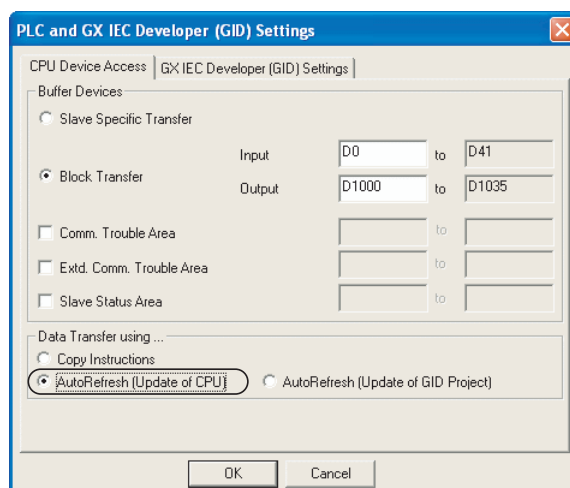 PLC and GX IEC Developer (GID) Settings
CPU Device Access GX IEC Developer (GID) Settings
Buffer Devices
Slave Specific Transfer
Input D0 to D41
Block Transfer
Output D1000 to D1035
Comm. Trouble Area to
Extd. Comm. Trouble Area to
Slave Status Area to
Data Transfer using ...
Copy Instructions
AutoRefresh (Update of CPU) AutoRefresh (Update of GID Project)
OK Cancel